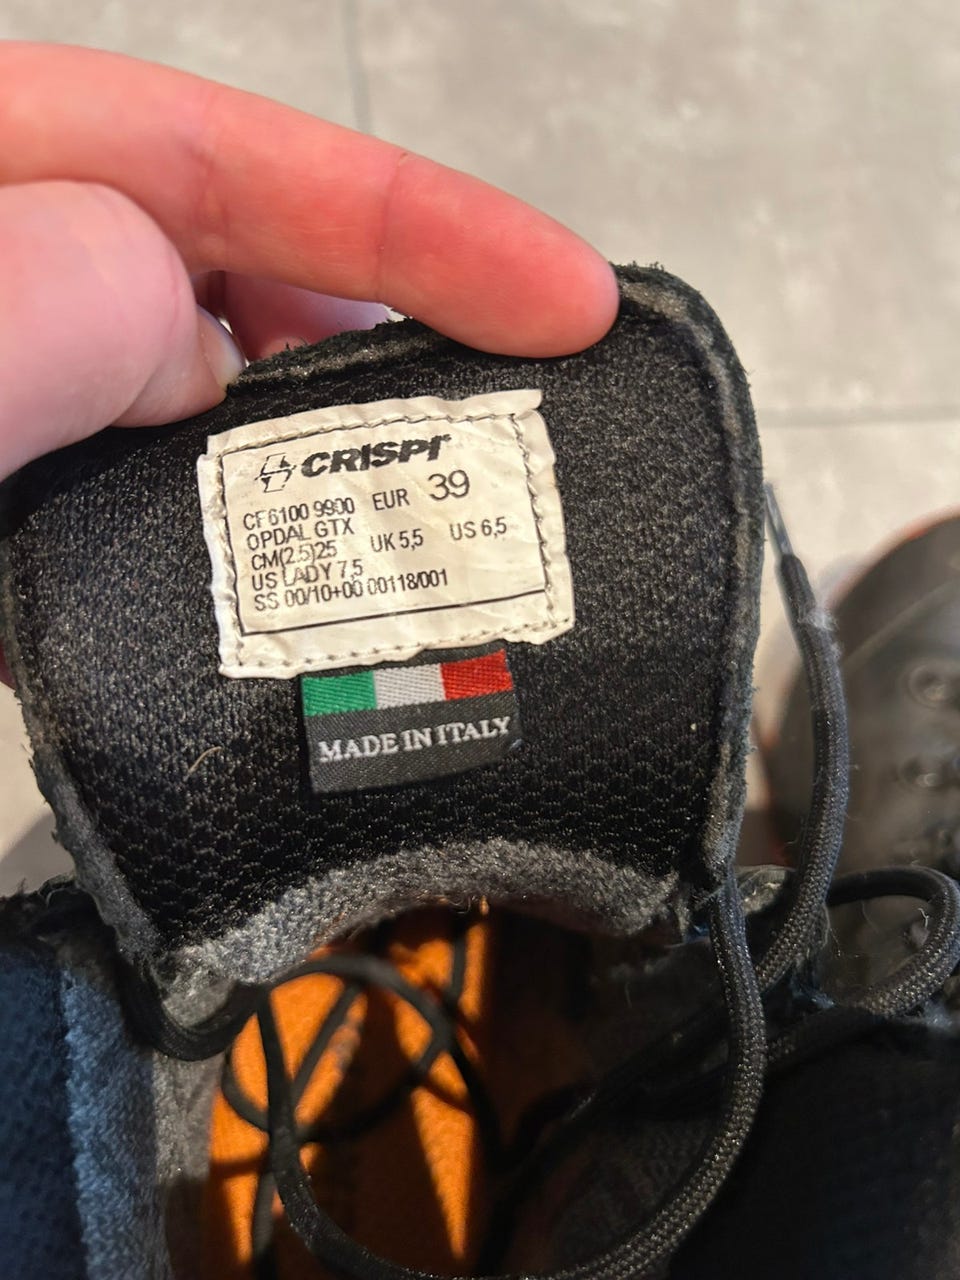 CRISPI
CF6100 9900 EUR 39
OPDAL GTX
CM(2.5)25 UK 5,5 US 6,5
US LADY 7,5
SS 00/10+00 00118/001
MADE IN ITALY